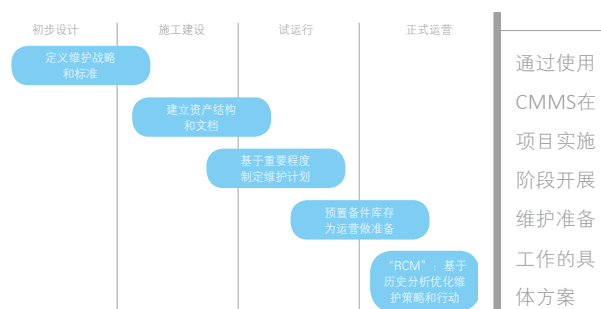 初步设计
施工建设
试运行
正式运营
定义维护战略
和标准
建立资产结构
和文档
基于重要程度
制定维护计划
预置备件库存
为运营做准备
“RCM”：基于
历史分析优化维
护策略和行动
通过使用
CMMS在
项目实施
阶段开展
维护准备
工作的具
体方案